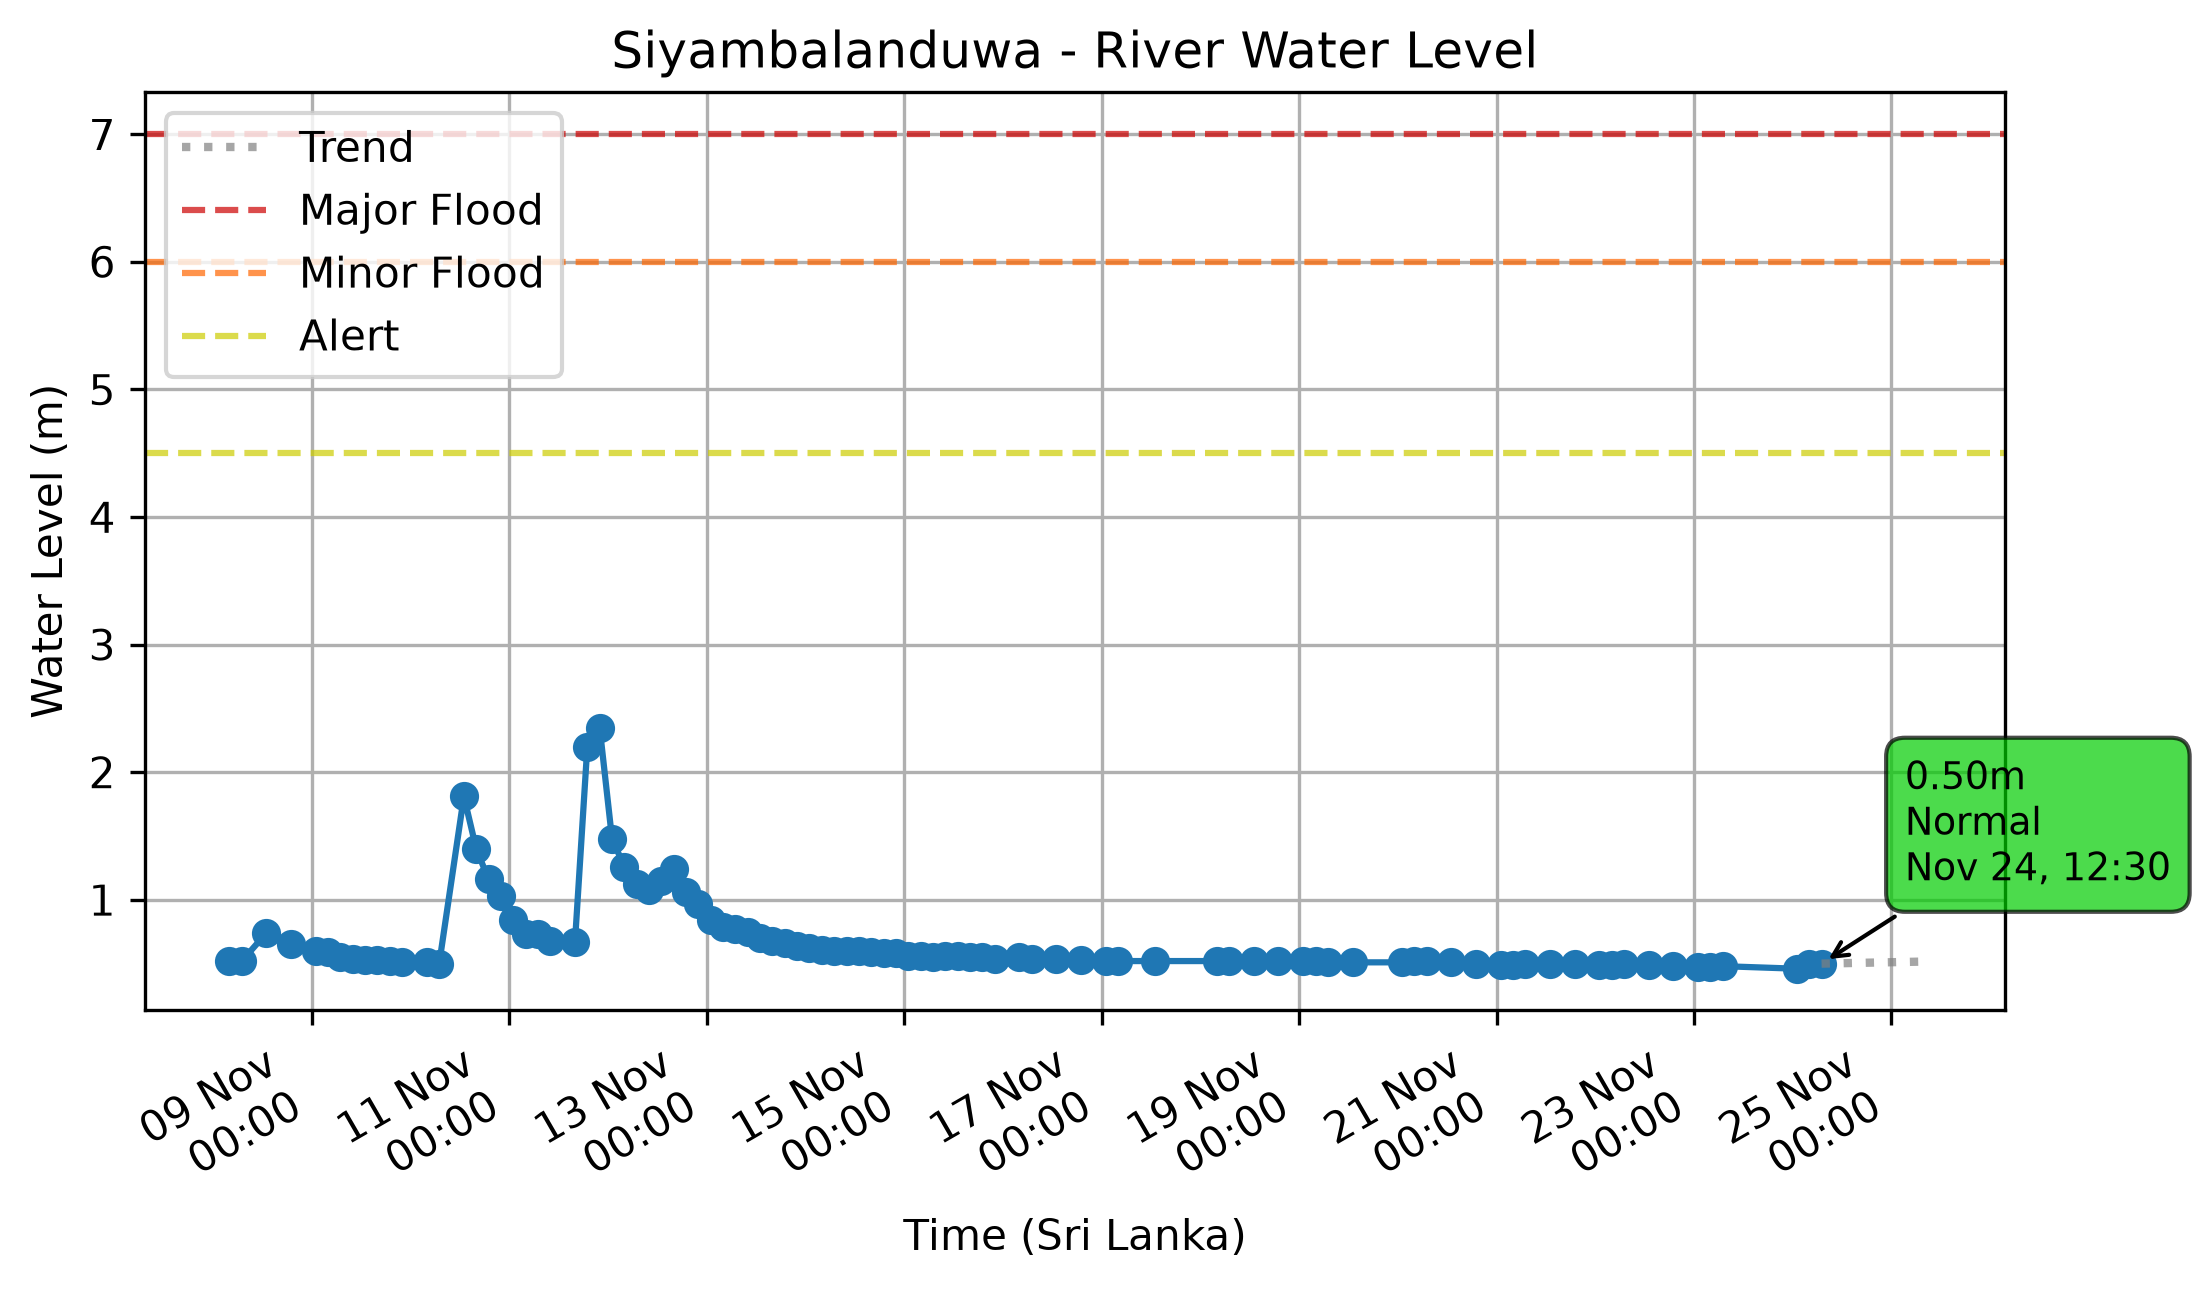 Siyambalanduwa - River Water Level
Trend
Major Flood
Minor Flood
Alert
Water Level (m)
7
6
5
4
3
2
1
0.50m
Normal
Nov 24, 12:30
09 Nov
00:00
11 Nov
00:00
13 Nov
00:00
15 Nov
00:00
17 Nov
00:00
19 Nov
00:00
21 Nov
00:00
23 Nov
00:00
25 Nov
00:00
Time (Sri Lanka)